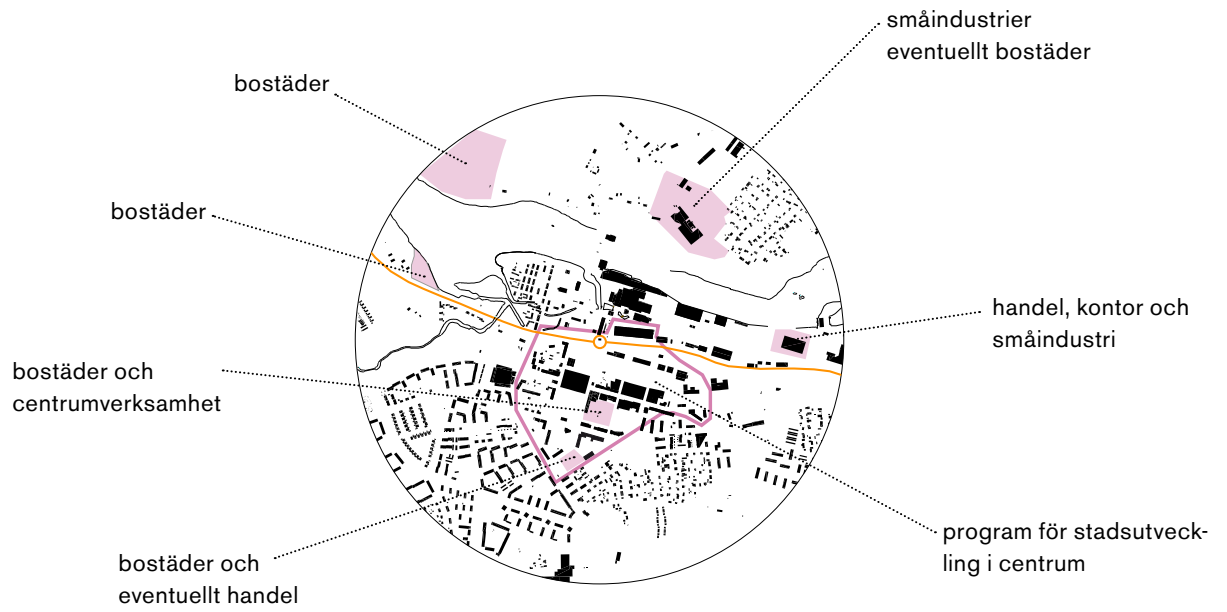 småindustrier
eventuellt bostäder
bostäder
bostäder
handel, kontor och
småindustri
bostäder och
centrumverksamhet
program för stadsutveck-
ling i centrum
bostäder och
eventuellt handel